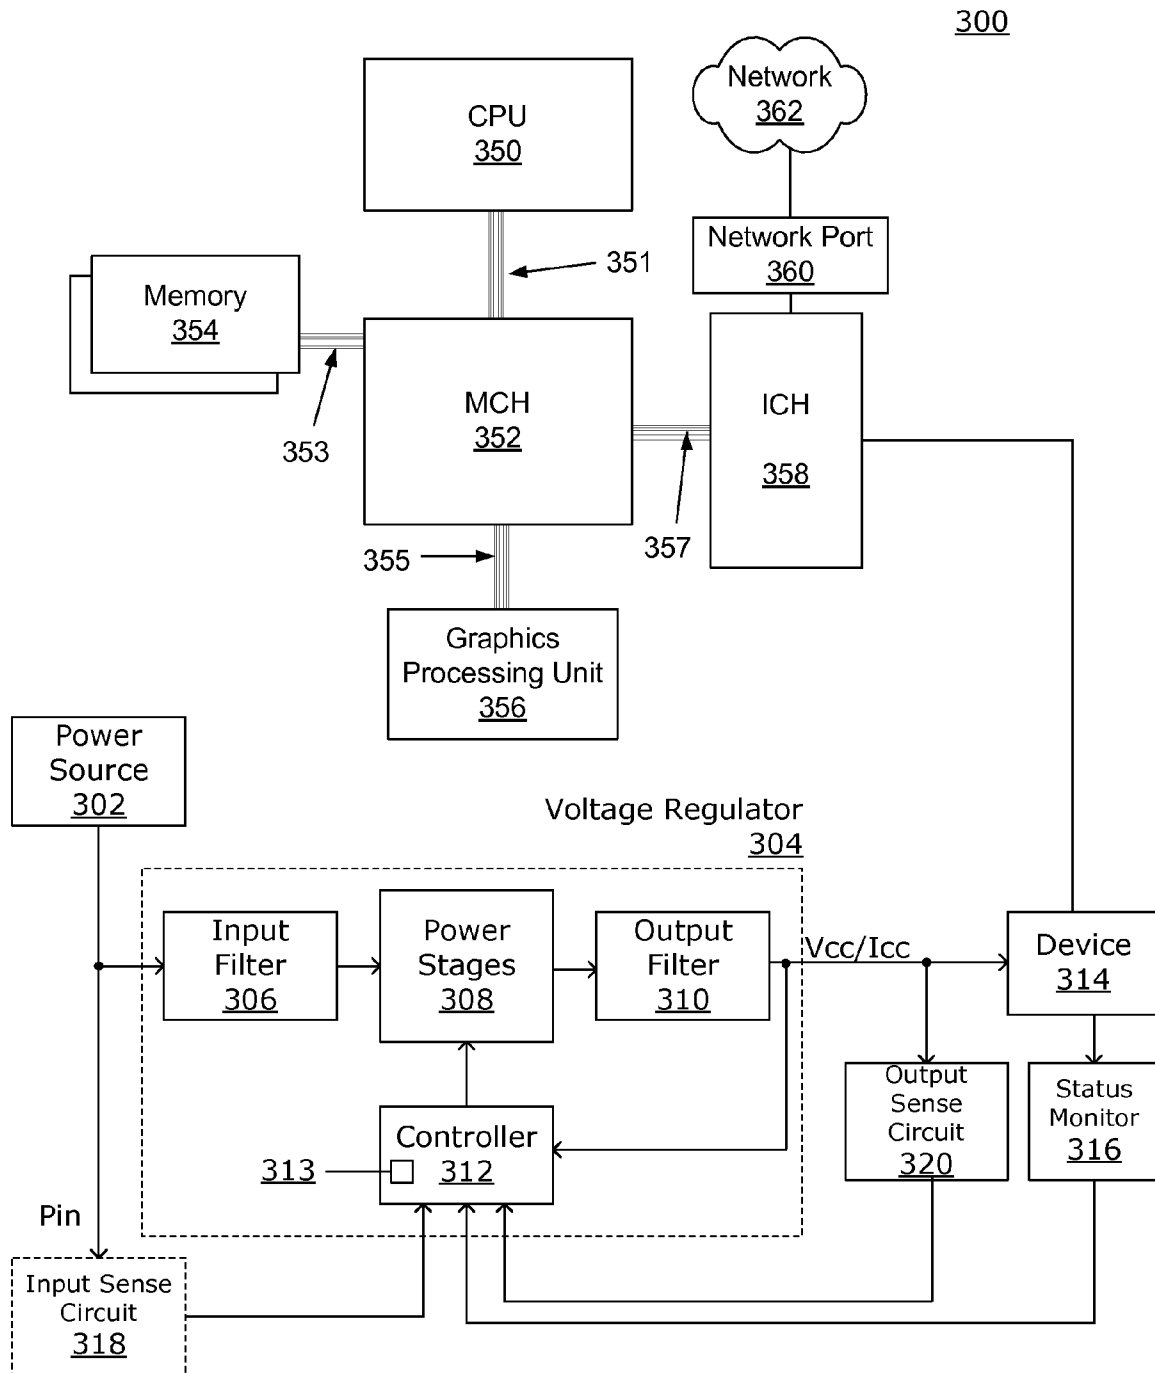 300
Network
362
CPU
350
Network Port
360
351
Memory
354
MCH
352
ICH
358
353
357
355
Graphics
Processing Unit
356
Power
Source
302
Voltage Regulator
304
Input
Filter
306
Power
Stages
308
Output
Filter
310
Vcc/Icc
Device
314
Output
Sense
Circuit
320
Status
Monitor
316
Controller
312
313
Pin
Input Sense
Circuit
318